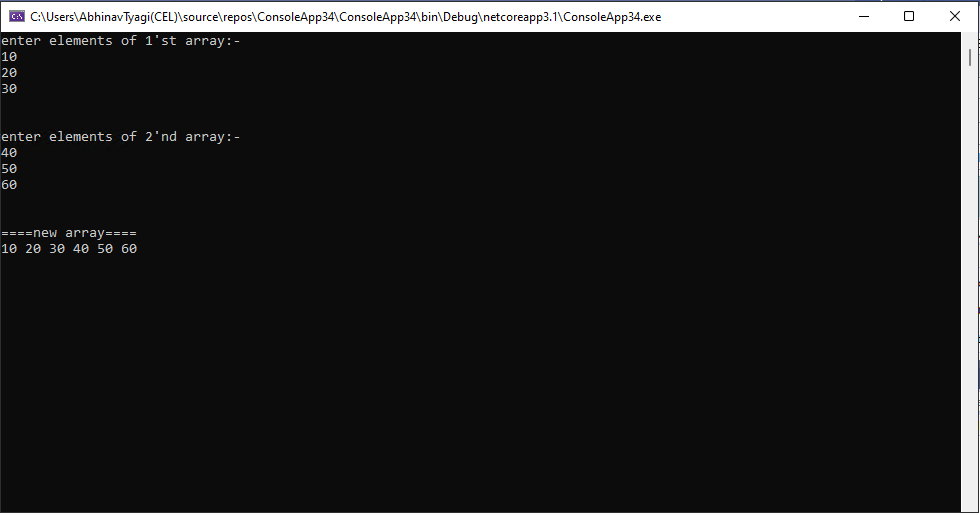 C:\Users\AbhinavTyagi(CEL)\source\repos\ConsoleApp34\ConsoleApp34\bin\Debug\netcoreapp3.1\ConsoleApp34.exe
enter elements of 1'st array:-
10
20
30
enter elements of 2'nd array:-
40
50
60
====new array====
10 20 30 40 50 60